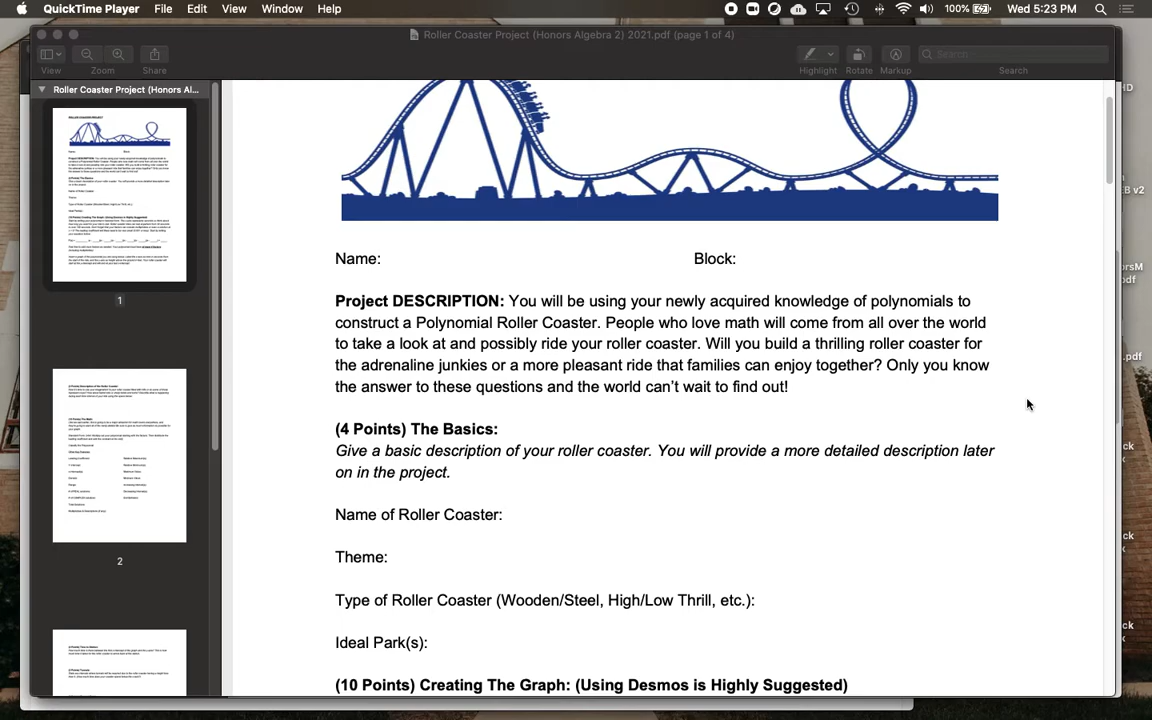 QuickTime Player File Edit View Window Help 100% Wed 5:23 PM
Roller Coaster Project (Honors Algebra 2) 2021.pdf (page 1 of 4)
View Zoom Share Highlight Rotate Markup Search
Search
Roller Coaster Project (Honors Al...
1
2
Name: Block:
Project DESCRIPTION: You will be using your newly acquired knowledge of polynomials to
construct a Polynomial Roller Coaster. People who love math will come from all over the world
to take a look at and possibly ride your roller coaster. Will you build a thrilling roller coaster for
the adrenaline junkies or a more pleasant ride that families can enjoy together? Only you know
the answer to these questions and the world can't wait to find out!
(4 Points) The Basics:
Give a basic description of your roller coaster. You will provide a more detailed description later
on in the project.
Name of Roller Coaster:
Theme:
Type of Roller Coaster (Wooden/Steel, High/Low Thrill, etc.):
Ideal Park(s):
(10 Points) Creating The Graph: (Using Desmos is Highly Suggested)